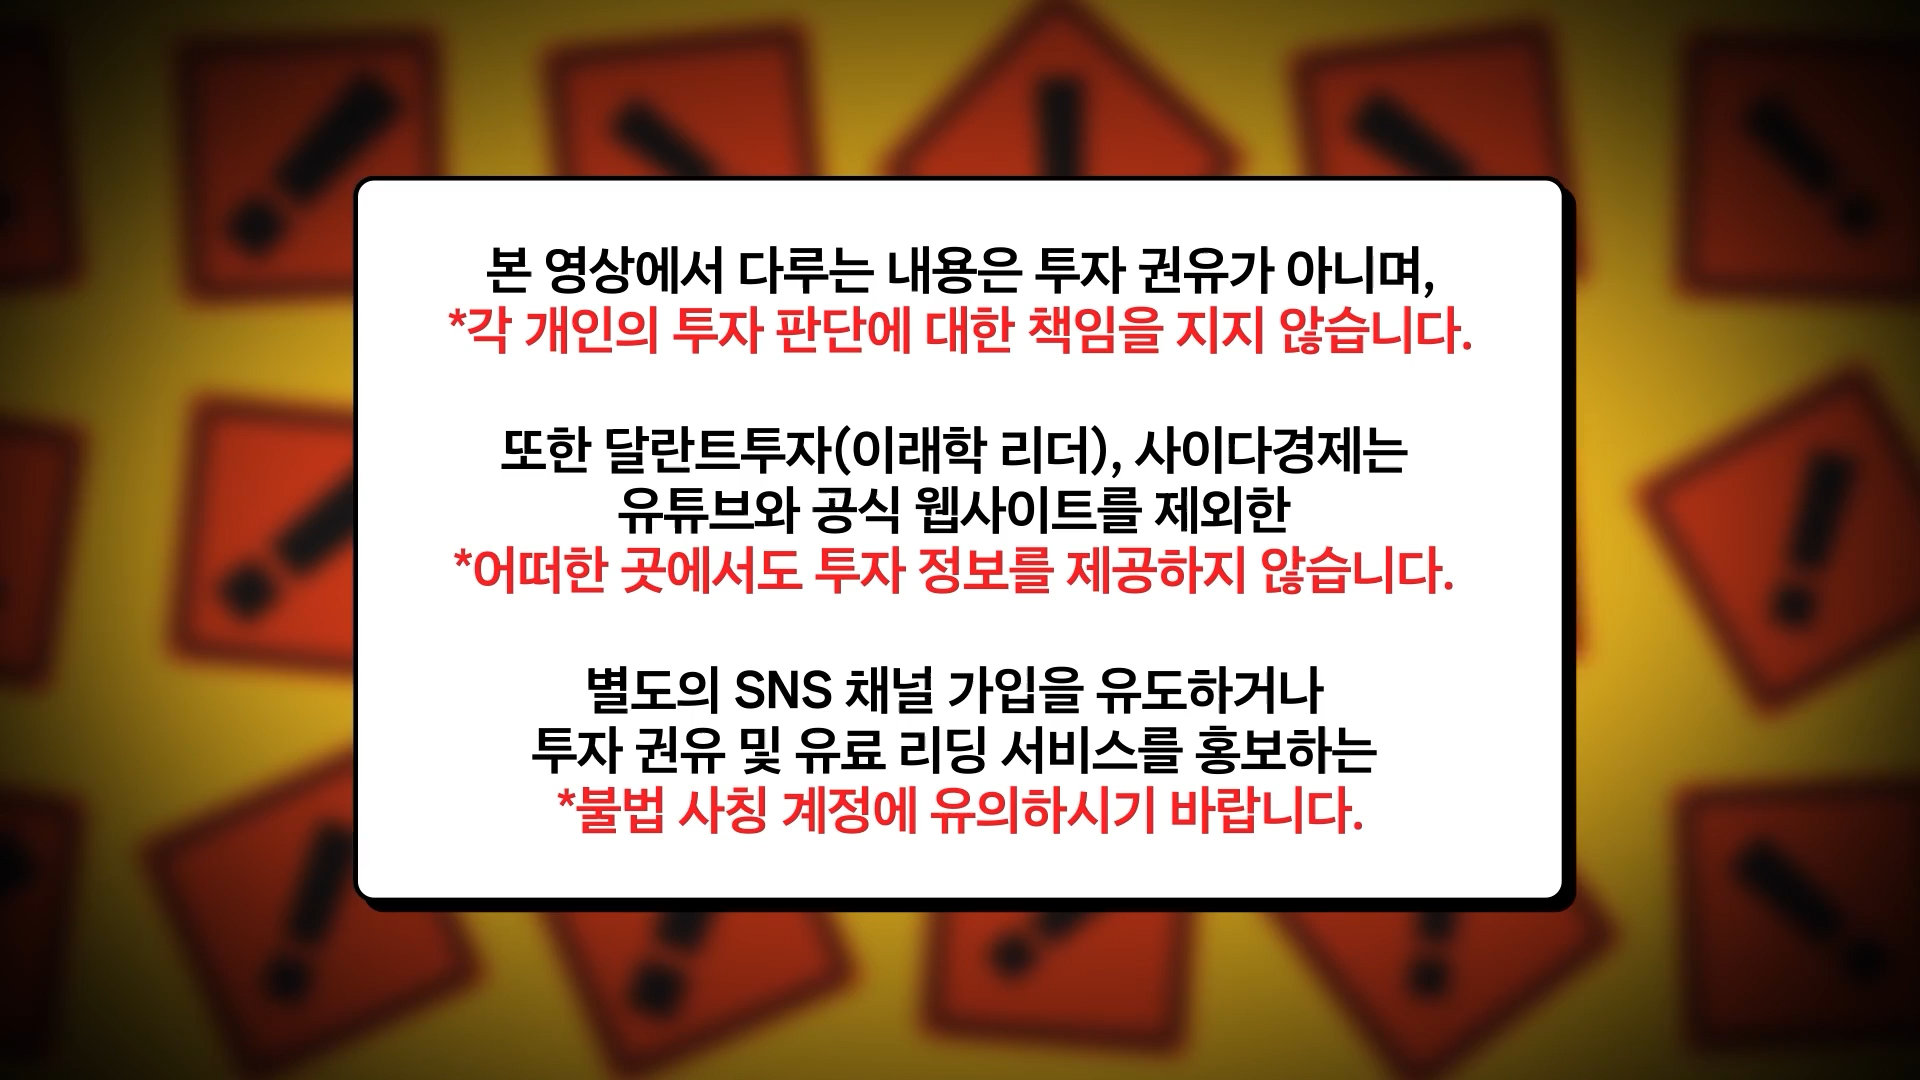 본 영상에서 다루는 내용은 투자 권유가 아니며,
*각 개인의 투자 판단에 대한 책임을 지지 않습니다.
또한 달란트투자(이래학 리더), 사이다경제는
유튜브와 공식 웹사이트를 제외한
*어떠한 곳에서도 투자 정보를 제공하지 않습니다.
별도의 SNS 채널 가입을 유도하거나
투자 권유 및 유료 리딩 서비스를 홍보하는
*불법 사칭 계정에 유의하시기 바랍니다.